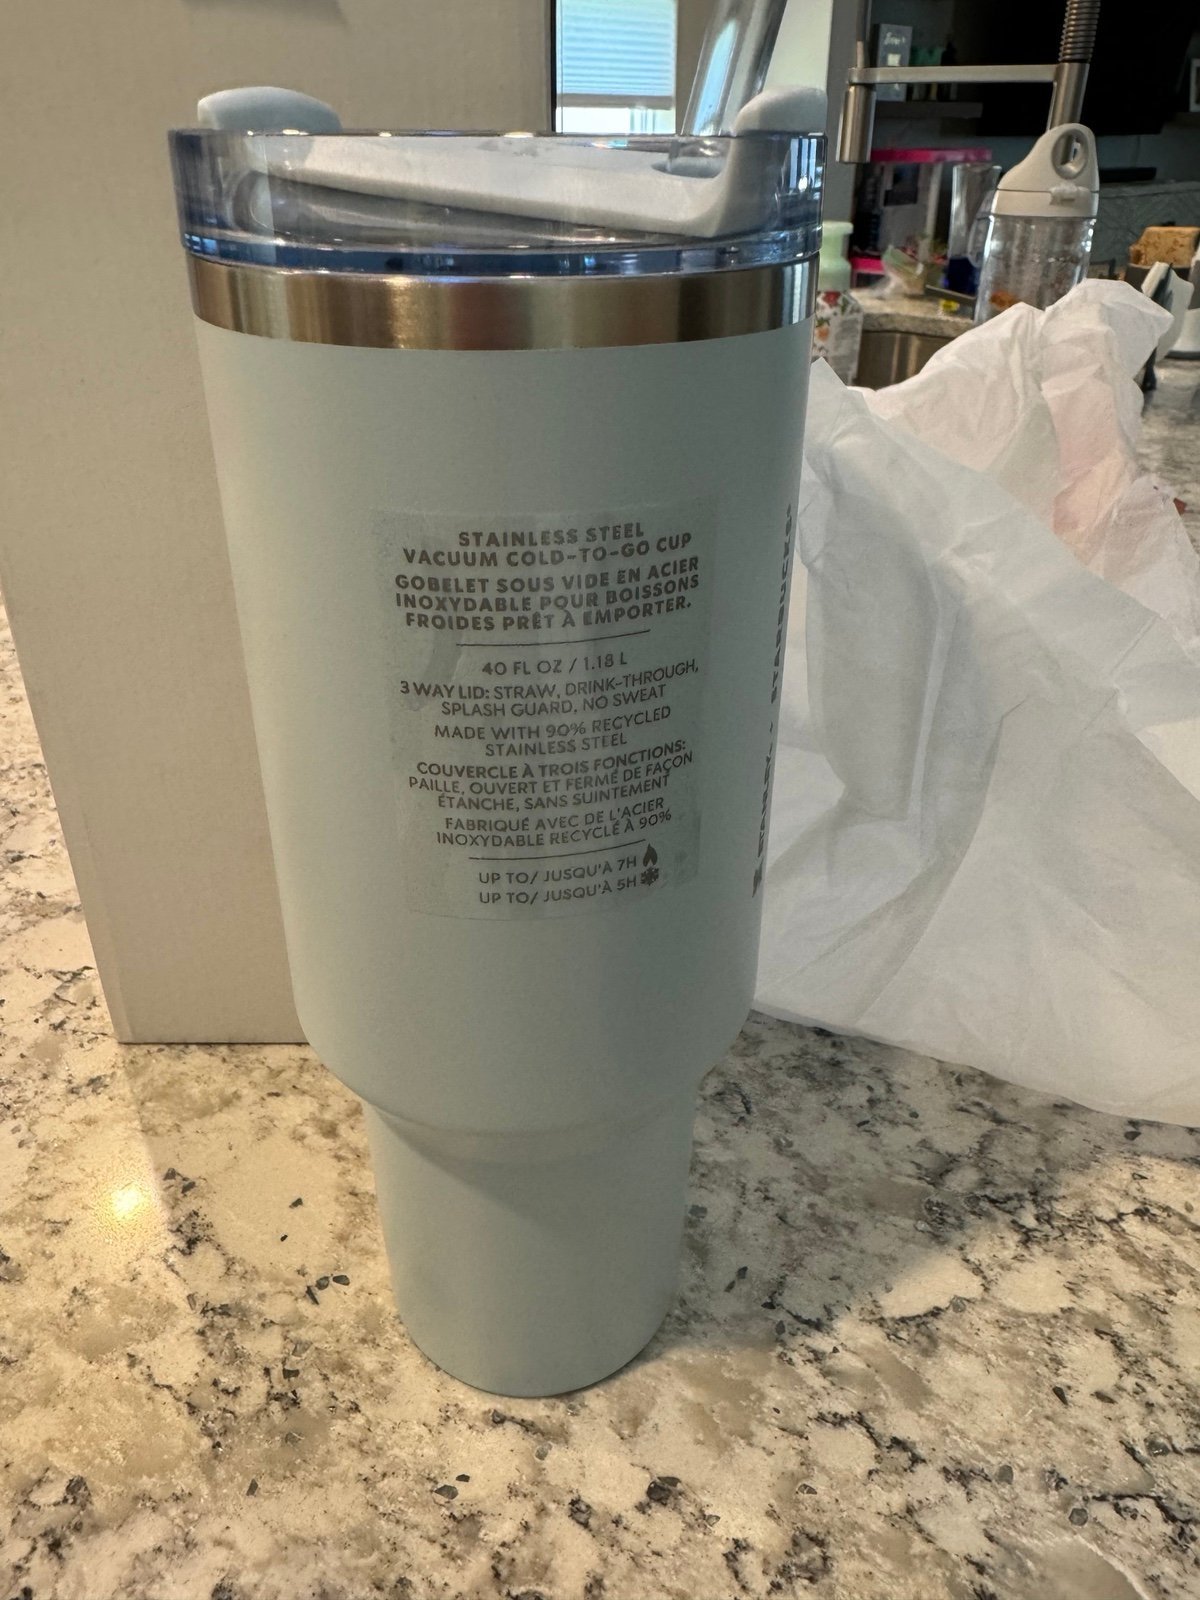 STAINLESS STEEL
VACUUM COLD-TO-GO CUP
GOBELET SOUS VIDE EN ACIER
INOXYDABLE POUR BOISSONS
FROIDES PRÊT À EMPORTER.
40 FL OZ / 1.18 L
3 WAY LID: STRAW, DRINK-THROUGH,
SPLASH GUARD, NO SWEAT
MADE WITH 90% RECYCLED
STAINLESS STEEL
COUVERCLE À TROIS FONCTIONS:
PAILLE, OUVERT ET FERMÉ DE FAÇON
ÉTANCHE, SANS SUINTEMENT
FABRIQUÉ AVEC DE L'ACIER
INOXYDABLE RECYCLÉ À 90%
UP TO/ JUSQU'À 7H
UP TO/ JUSQU'À 5H
STANLEY + STARBUCKS